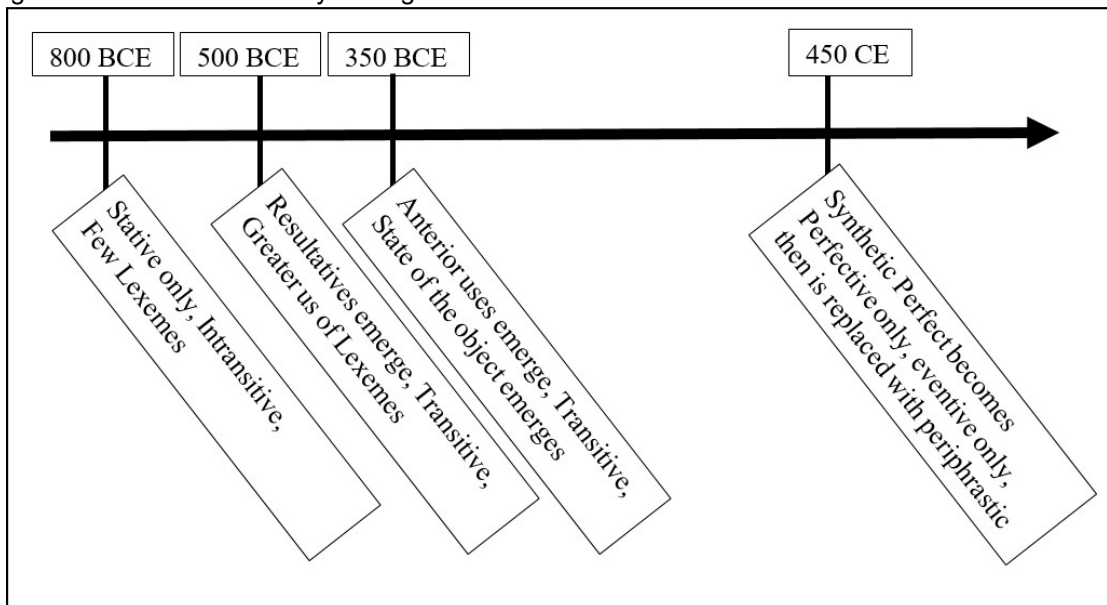 800 BCE
500 BCE
350 BCE
450 CE
Stative only, Intransitive,
Few Lexemes
Resultatives emerge, Transitive,
Greater us of Lexemes
Anterior uses emerge, Transitive,
State of the object emerges
Synthetic Perfect becomes
Perfective only, eventive only,
then is replaced with periphrastic